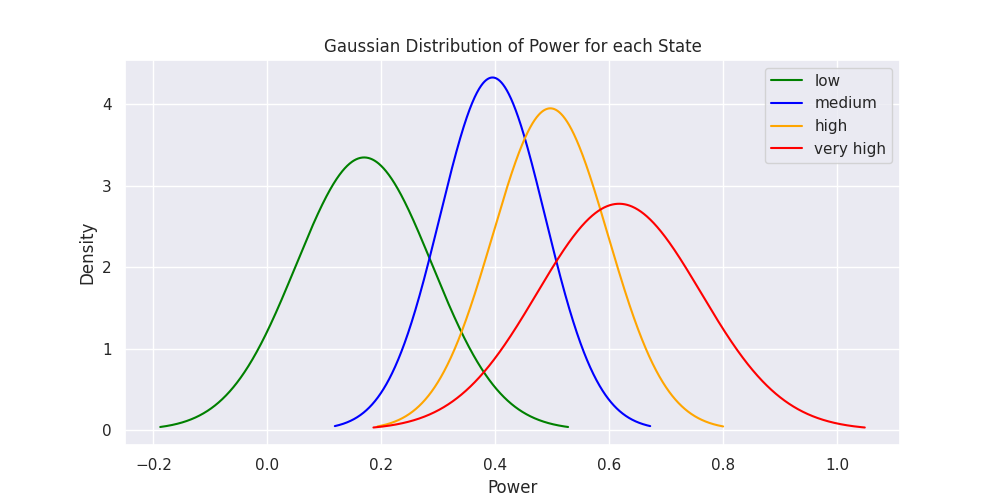 Gaussian Distribution of Power for each State
low
medium
high
very high
4
3
2
1
0
Density
−0.2 0.0 0.2 0.4 0.6 0.8 1.0
Power